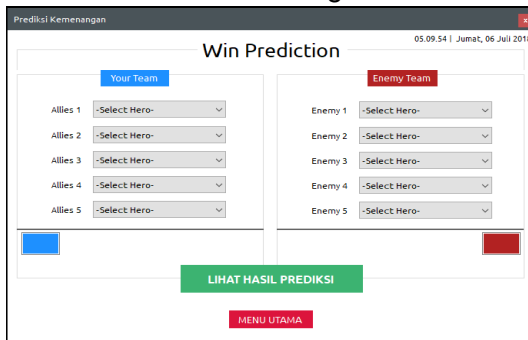 Prediksi Kemenangan
x
05.09.54 | Jumat, 06 Juli 2018
Win Prediction
Your Team
Enemy Team
Allies 1 -Select Hero-
Enemy 1 -Select Hero-
Allies 2 -Select Hero-
Enemy 2 -Select Hero-
Allies 3 -Select Hero-
Enemy 3 -Select Hero-
Allies 4 -Select Hero-
Enemy 4 -Select Hero-
Allies 5 -Select Hero-
Enemy 5 -Select Hero-
LIHAT HASIL PREDIKSI
MENU UTAMA